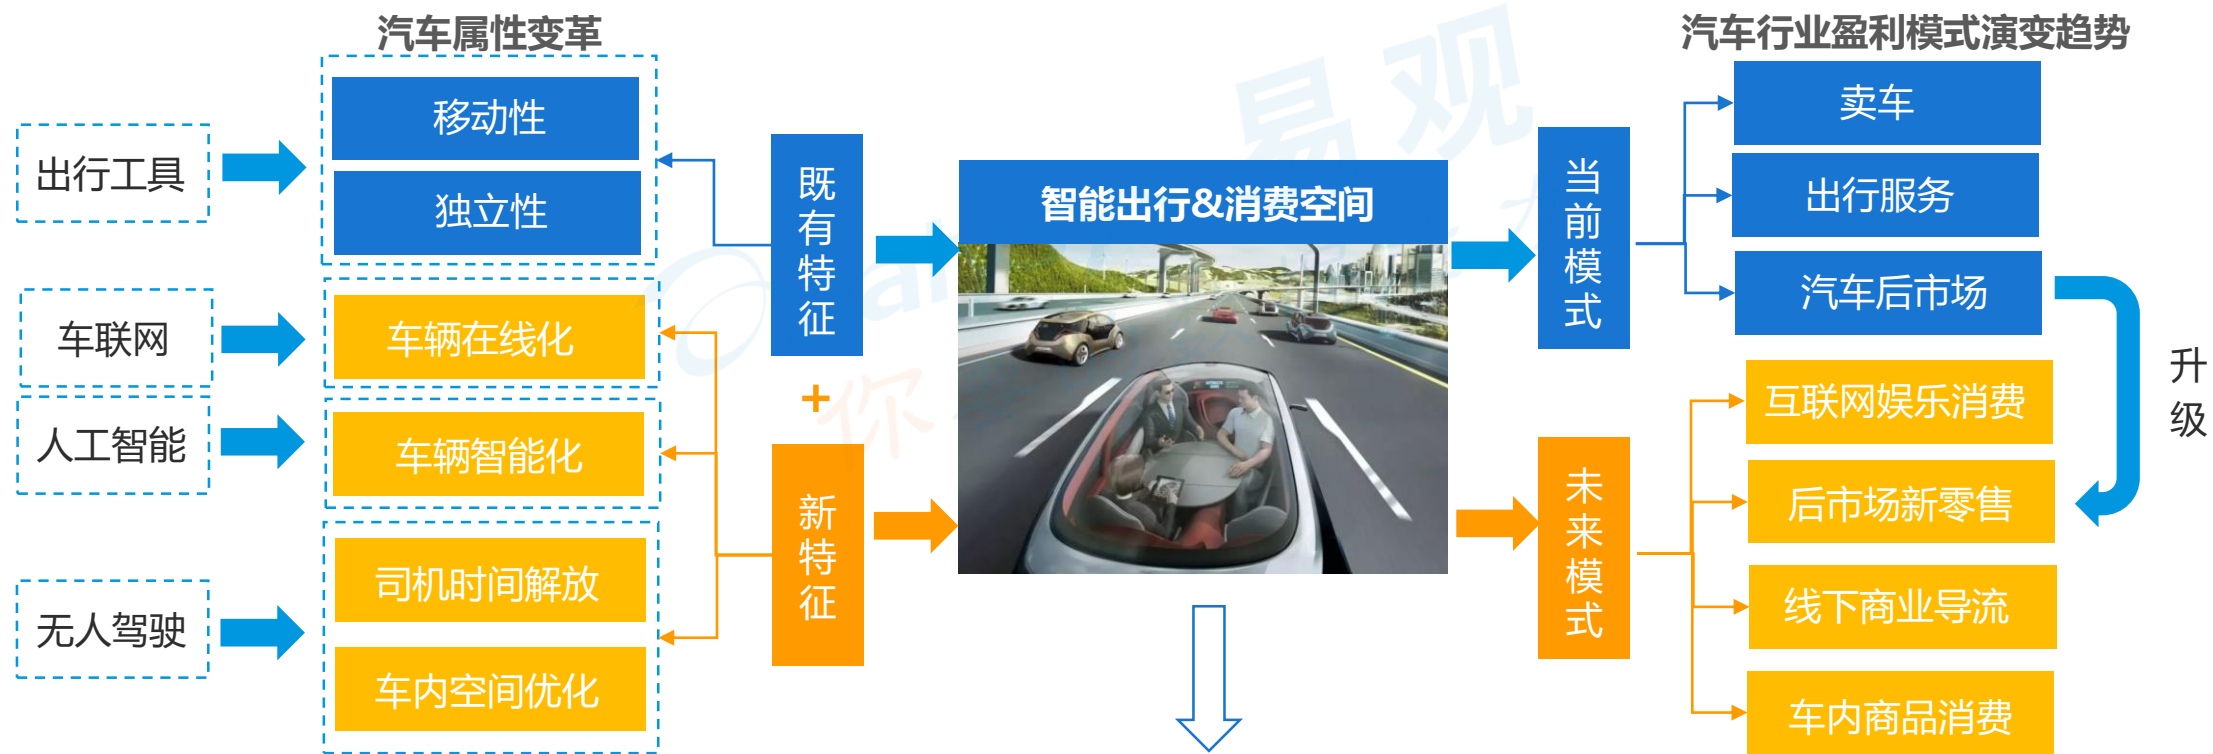 汽车属性变革
汽车行业盈利模式演变趋势
出行工具
移动性
独立性
车联网
车辆在线化
人工智能
车辆智能化
无人驾驶
司机时间解放
车内空间优化
既有特征
+
新特征
智能出行&消费空间
当前模式
未来模式
卖车
出行服务
汽车后市场
互联网娱乐消费
后市场新零售
线下商业导流
车内商品消费
升级
易观
你